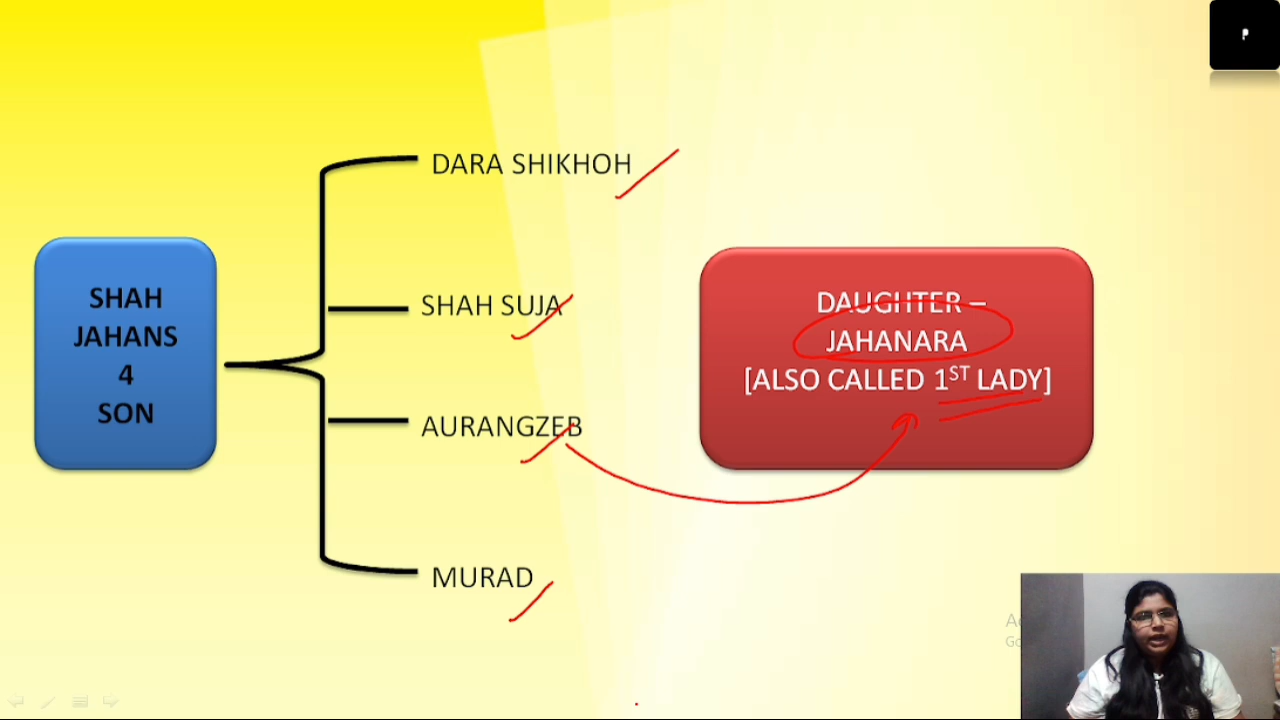 DARA SHIKHOH
SHAH
JAHANS
4
SON
SHAH SUJA
AURANGZEB
MURAD
DAUGHTER –
JAHANARA
[ALSO CALLED 1ST LADY]